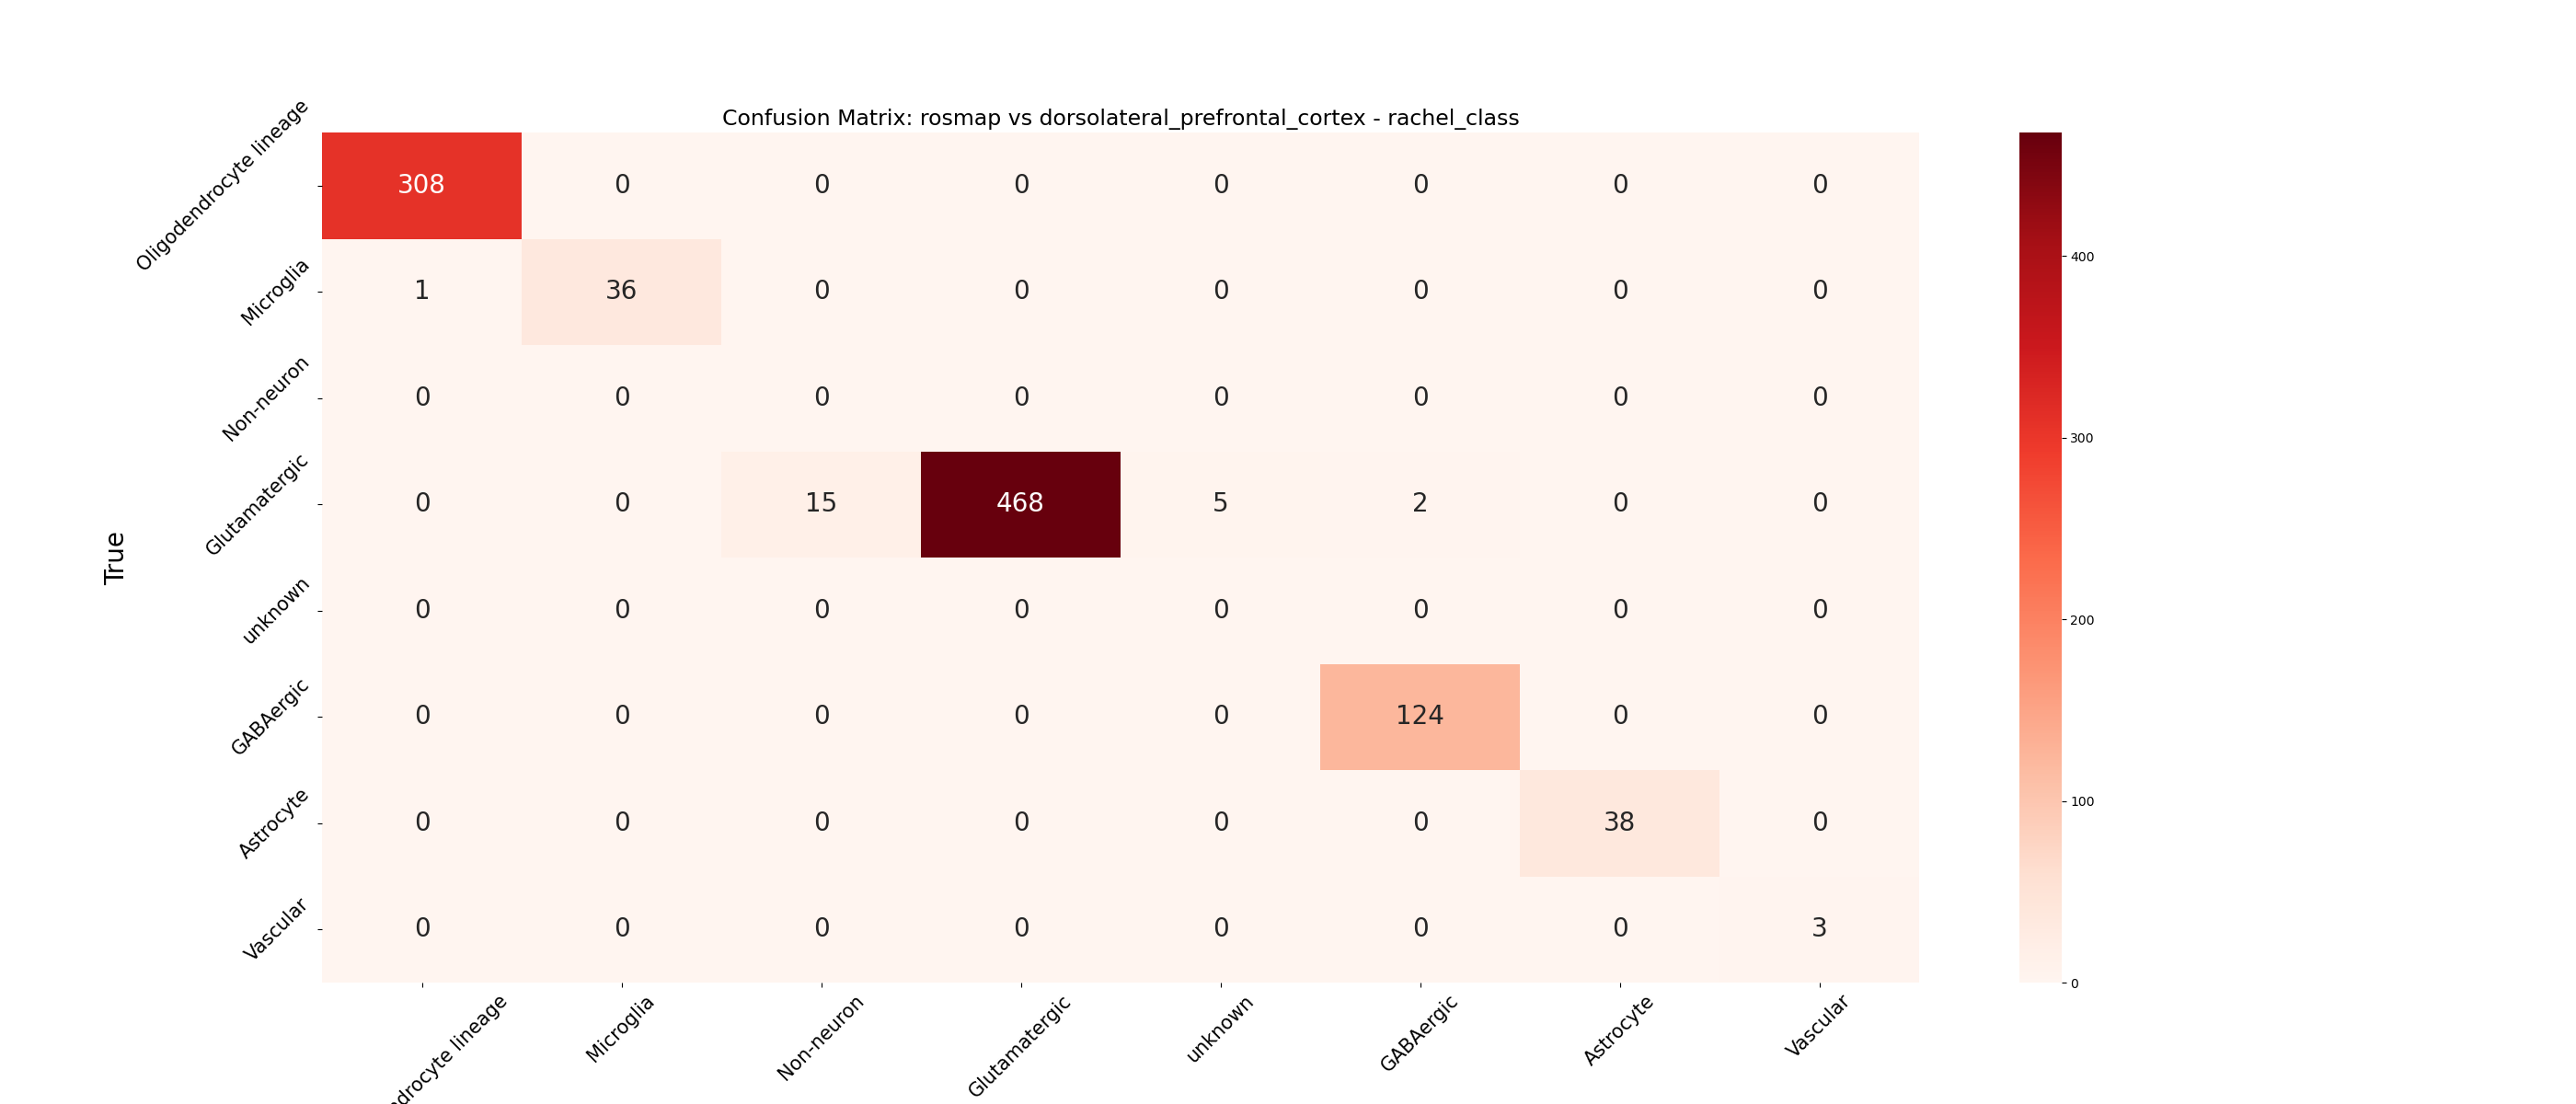 Confusion Matrix: rosmap vs dorsolateral_prefrontal_cortex - rachel_class
True
Oligodendrocyte lineage 308 0 0 0 0 0 0 0
Microglia 1 36 0 0 0 0 0 0
Non-neuron 0 0 0 0 0 0 0 0
Glutamatergic 0 0 15 468 5 2 0 0
unknown 0 0 0 0 0 0 0 0
GABAergic 0 0 0 0 0 124 0 0
Astrocyte 0 0 0 0 0 0 38 0
Vascular 0 0 0 0 0 0 0 3
lineage Microglia Non-neuron Glutamatergic unknown GABAergic Astrocyte Vascular
400
300
200
100
0